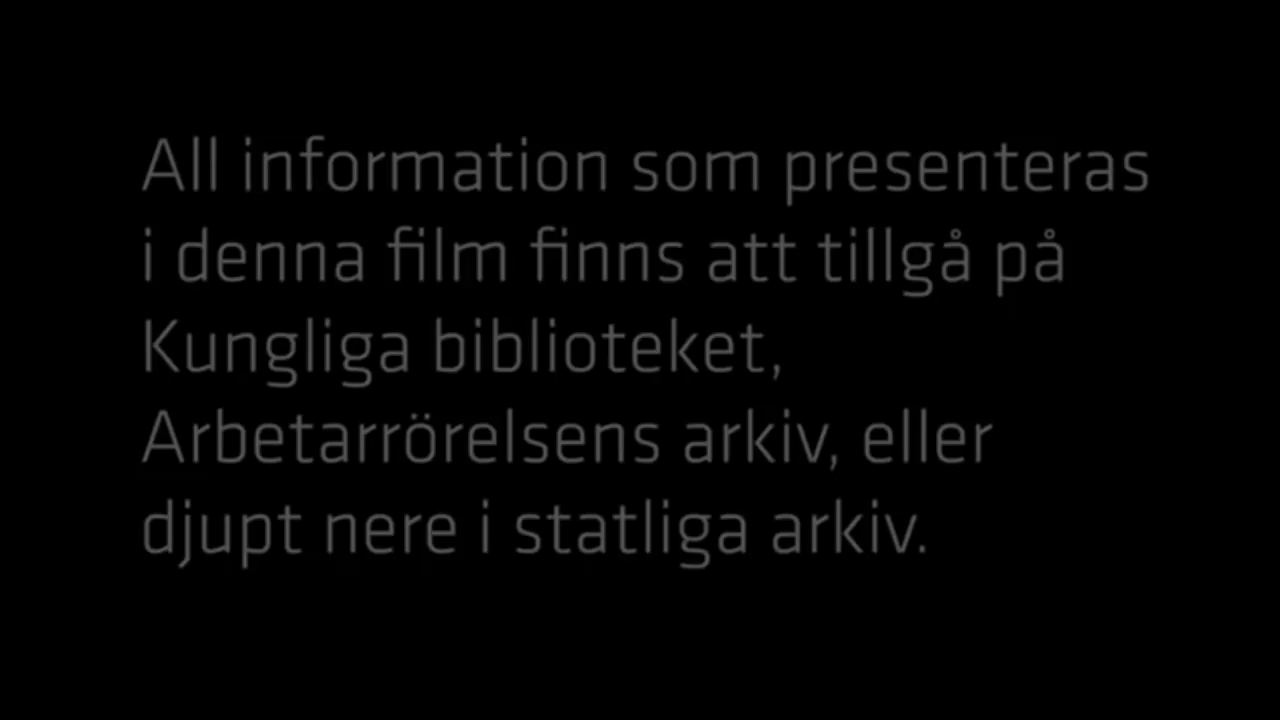 All information som presenteras
i denna film finns att tillgå på
Kungliga biblioteket,
Arbetarrörelsens arkiv, eller
djupt nere i statliga arkiv.